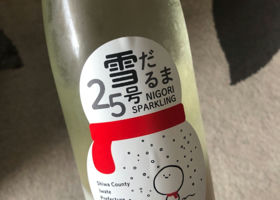 雪だるま
25号
NIGORI
SPARKLING
Shiwa County
Iwate
Prefecture